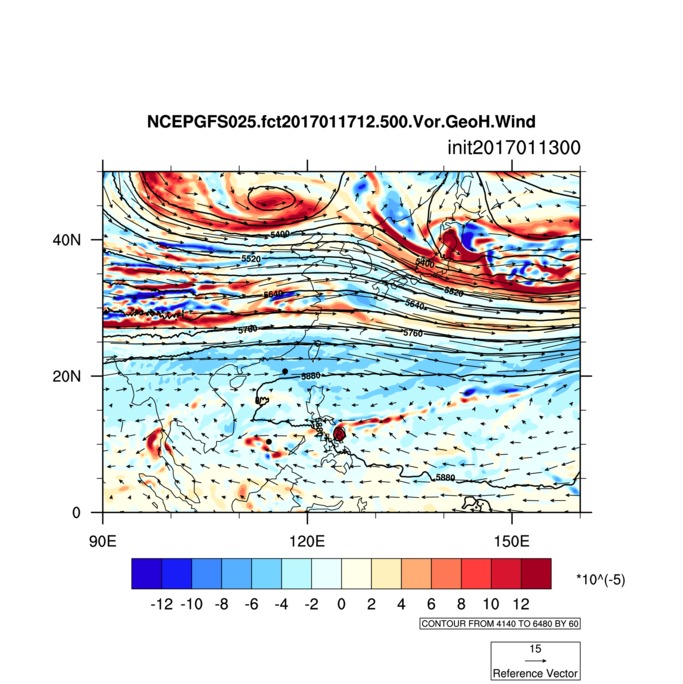 NCEPGFS025.fct2017011712.500.Vor.GeoH.Wind
init2017011300
5400
40N
5520
5400
5520
5640
5640
5760
5760
20N
5880
5880
0
90E 120E 150E
-12 -10 -8 -6 -4 -2 0 2 4 6 8 10 12
*10^(-5)
CONTOUR FROM 4140 TO 6480 BY 60
15
Reference Vector